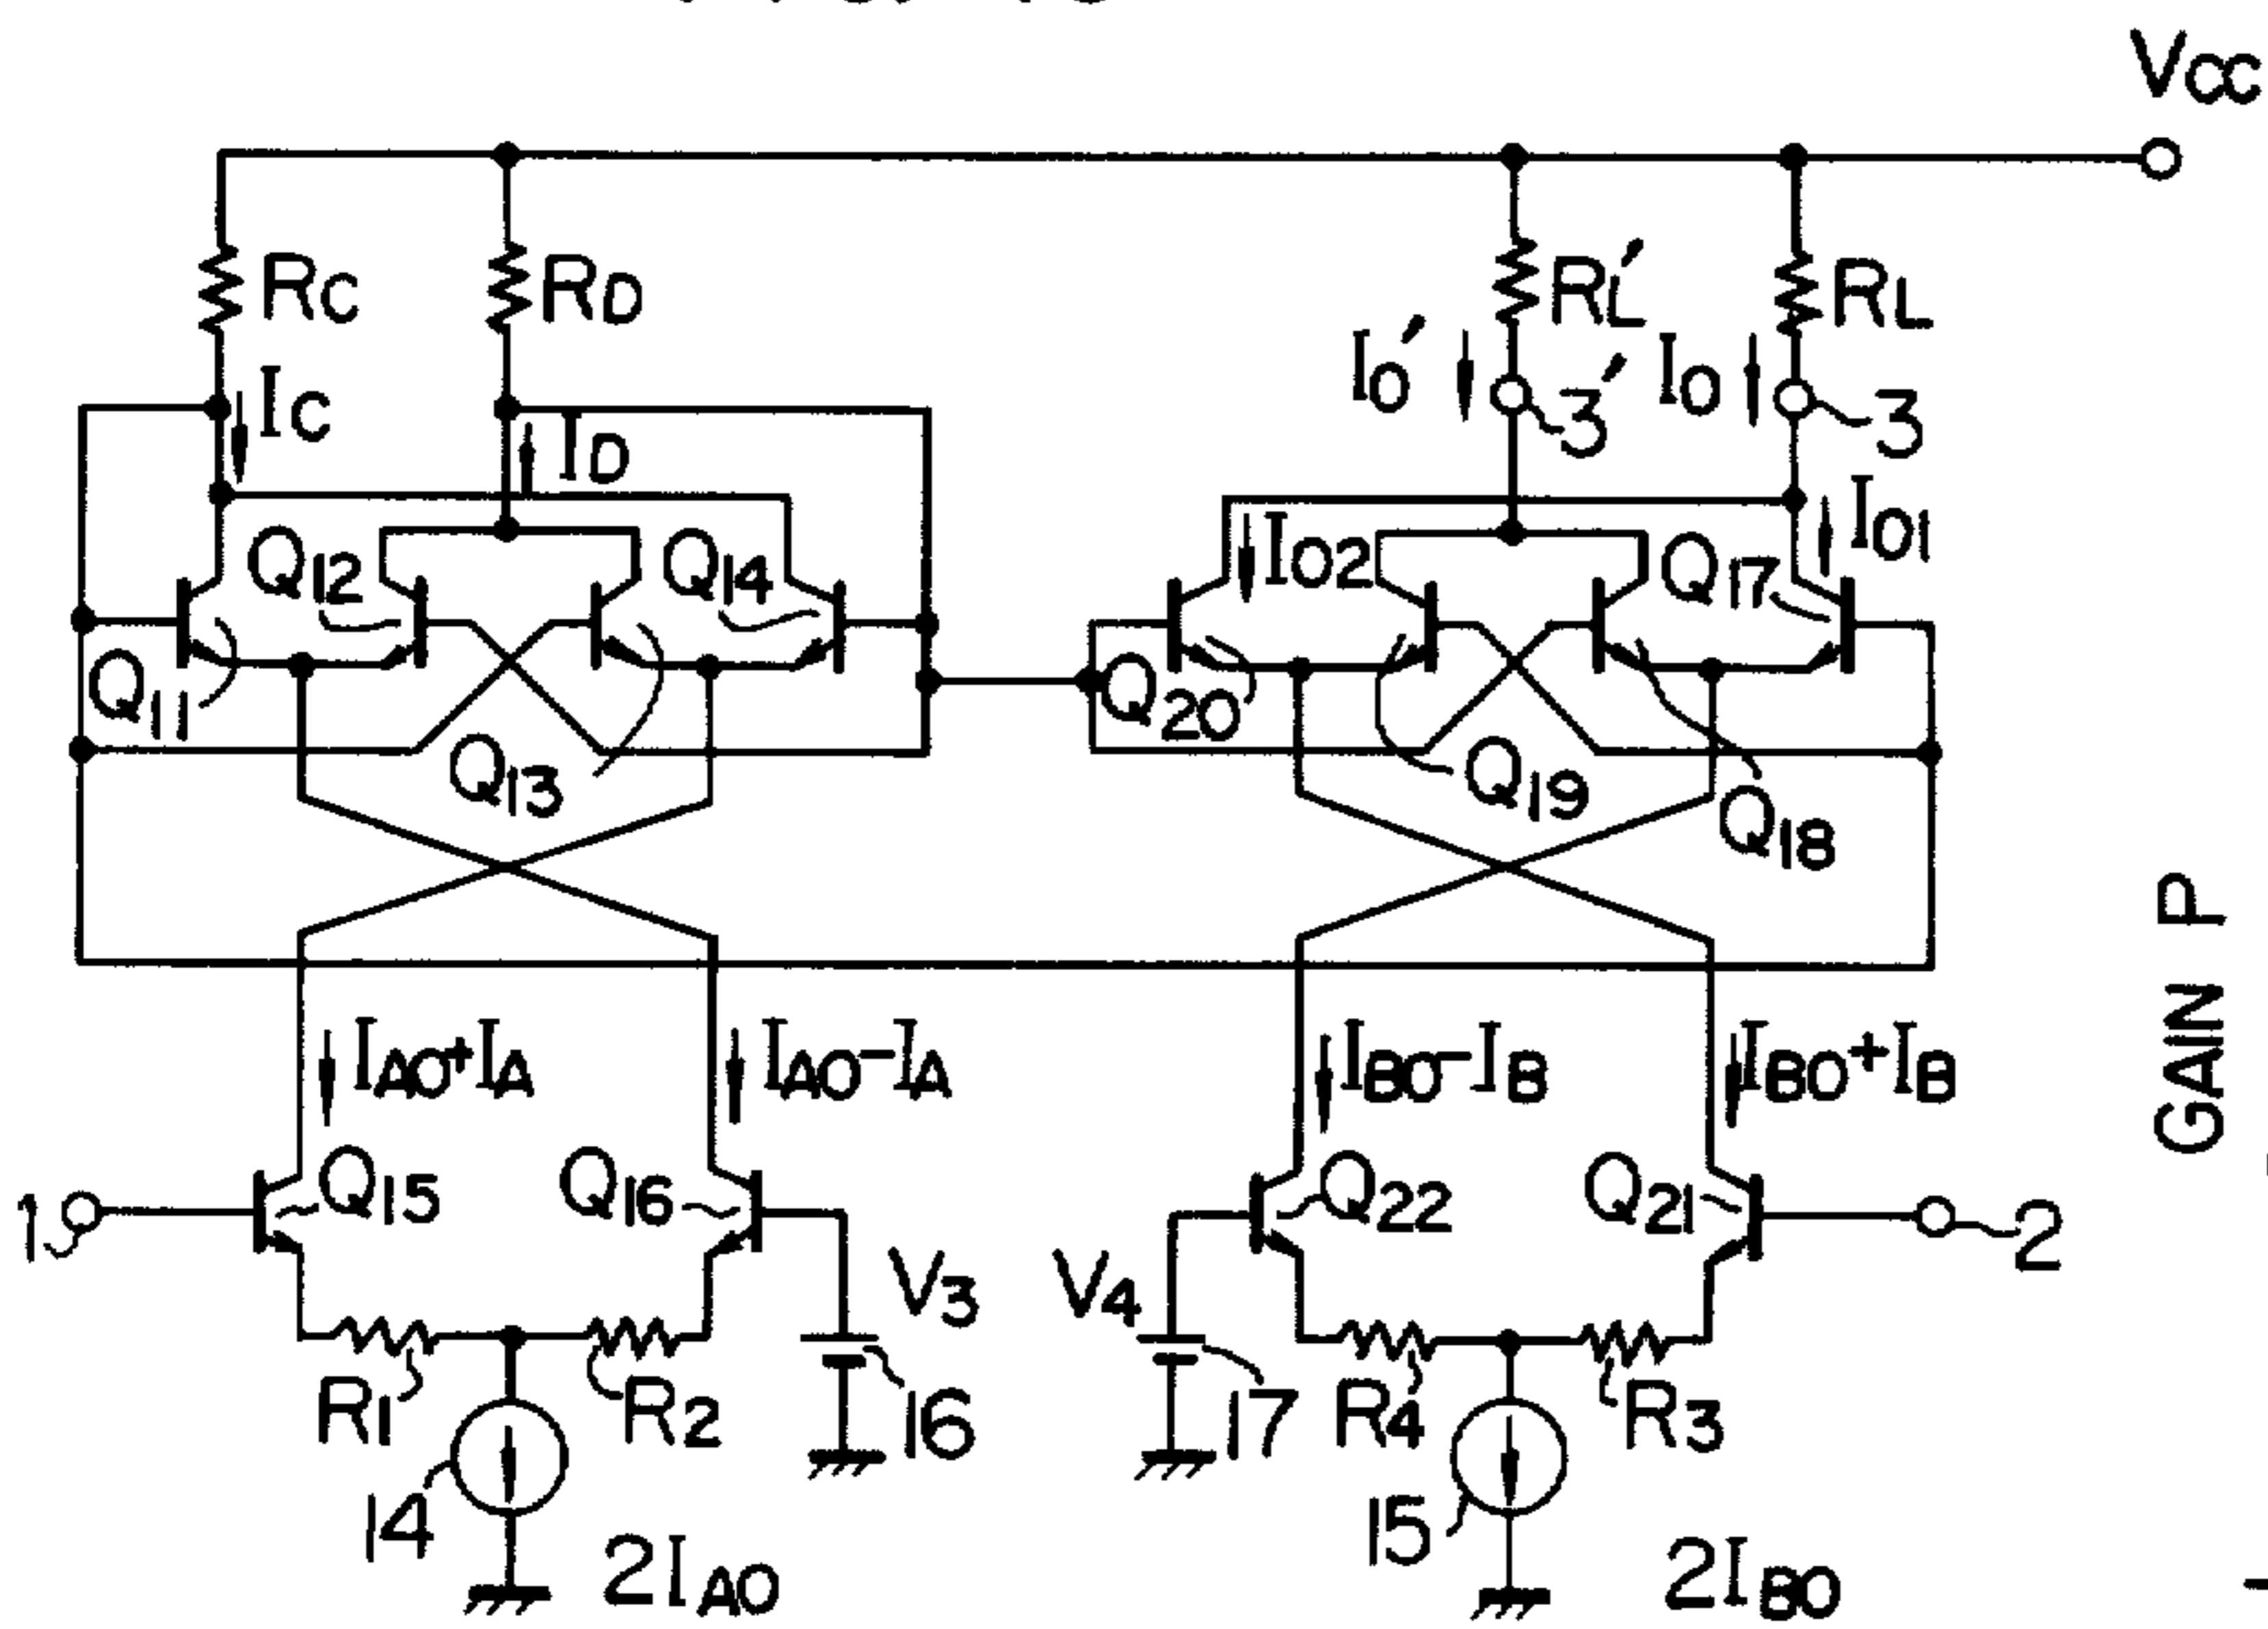 Vcc
RC
RD
RL'
RL
IO'
3'
IO
3
IC
ID
IO2
IO1
Q12
Q14
Q17
Q11
Q13
Q20
Q19
Q18
GAIN P
IAO+IA
IAO-IA
IBO-IB
IBO+IB
1
Q15
Q16
Q22
Q21
2
V3
V4
R1
R2
16
17
R4
R3
14
2IAO
15
2IBO